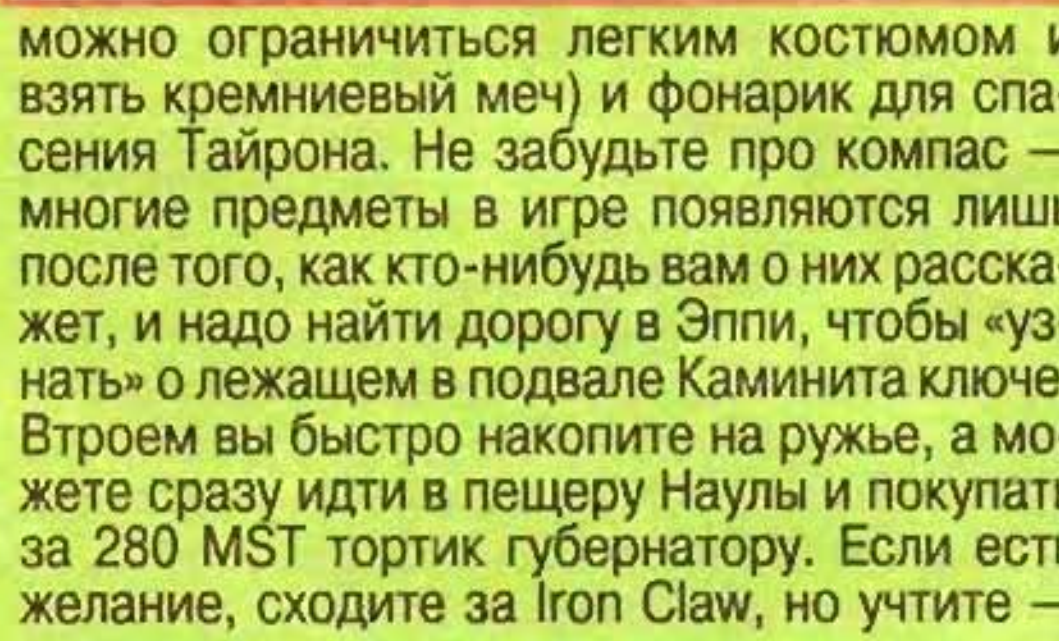 можно ограничиться легким костюмом и
взять кремниевый меч) и фонарик для спа-
сения Тайрона. Не забудьте про компас —
многие предметы в игре появляются лишь
после того, как кто-нибудь вам о них расска-
жет, и надо найти дорогу в Эппи, чтобы «уз-
нать» о лежащем в подвале Каминита ключе.
Втроем вы быстро накопите на ружье, а мо-
жете сразу идти в пещеру Наулы и покупать
за 280 MST тортик губернатору. Если есть
желание, сходите за Iron Claw, но учтите —